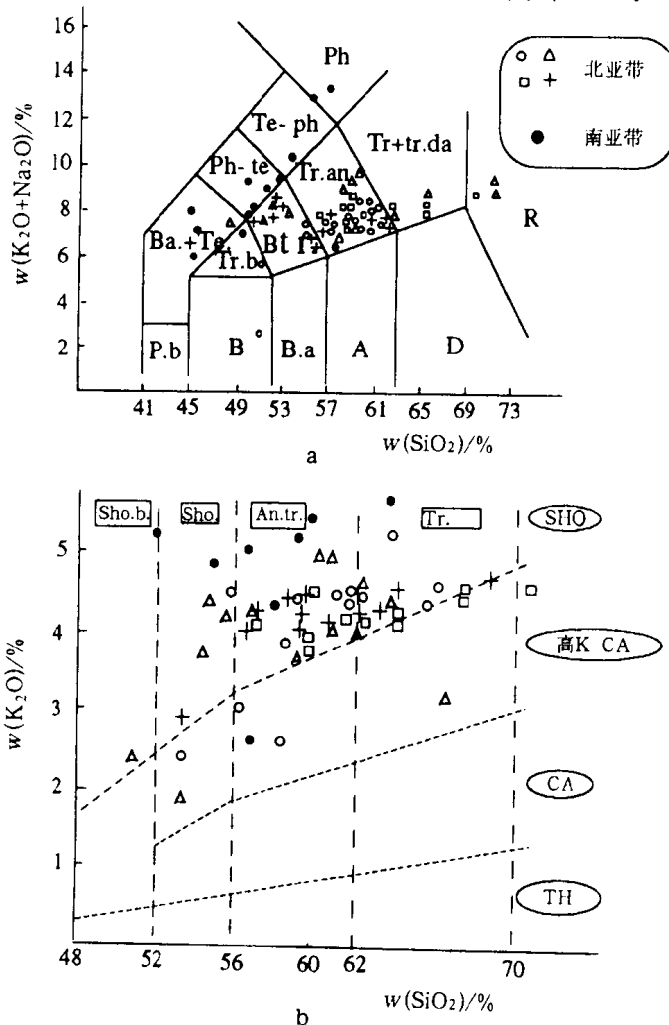 w(K₂O+Na₂O)/%
16
14
12
10
8
6
4
2
Ph
Te-ph
Ph-te
Tr+tr.da
Tr.an
Ba.+Te
Tr.b
R
P.b
B
B.a
A
D
41
45
49
53
57
61
65
69
73
w(SiO₂)/%
a
北亚带
南亚带
Sho.b.
Sho.
An.tr.
Tr.
SHO
高K CA
CA
TH
w(K₂O)/%
5
4
3
2
1
48
52
56
60
62
70
w(SiO₂)/%
b